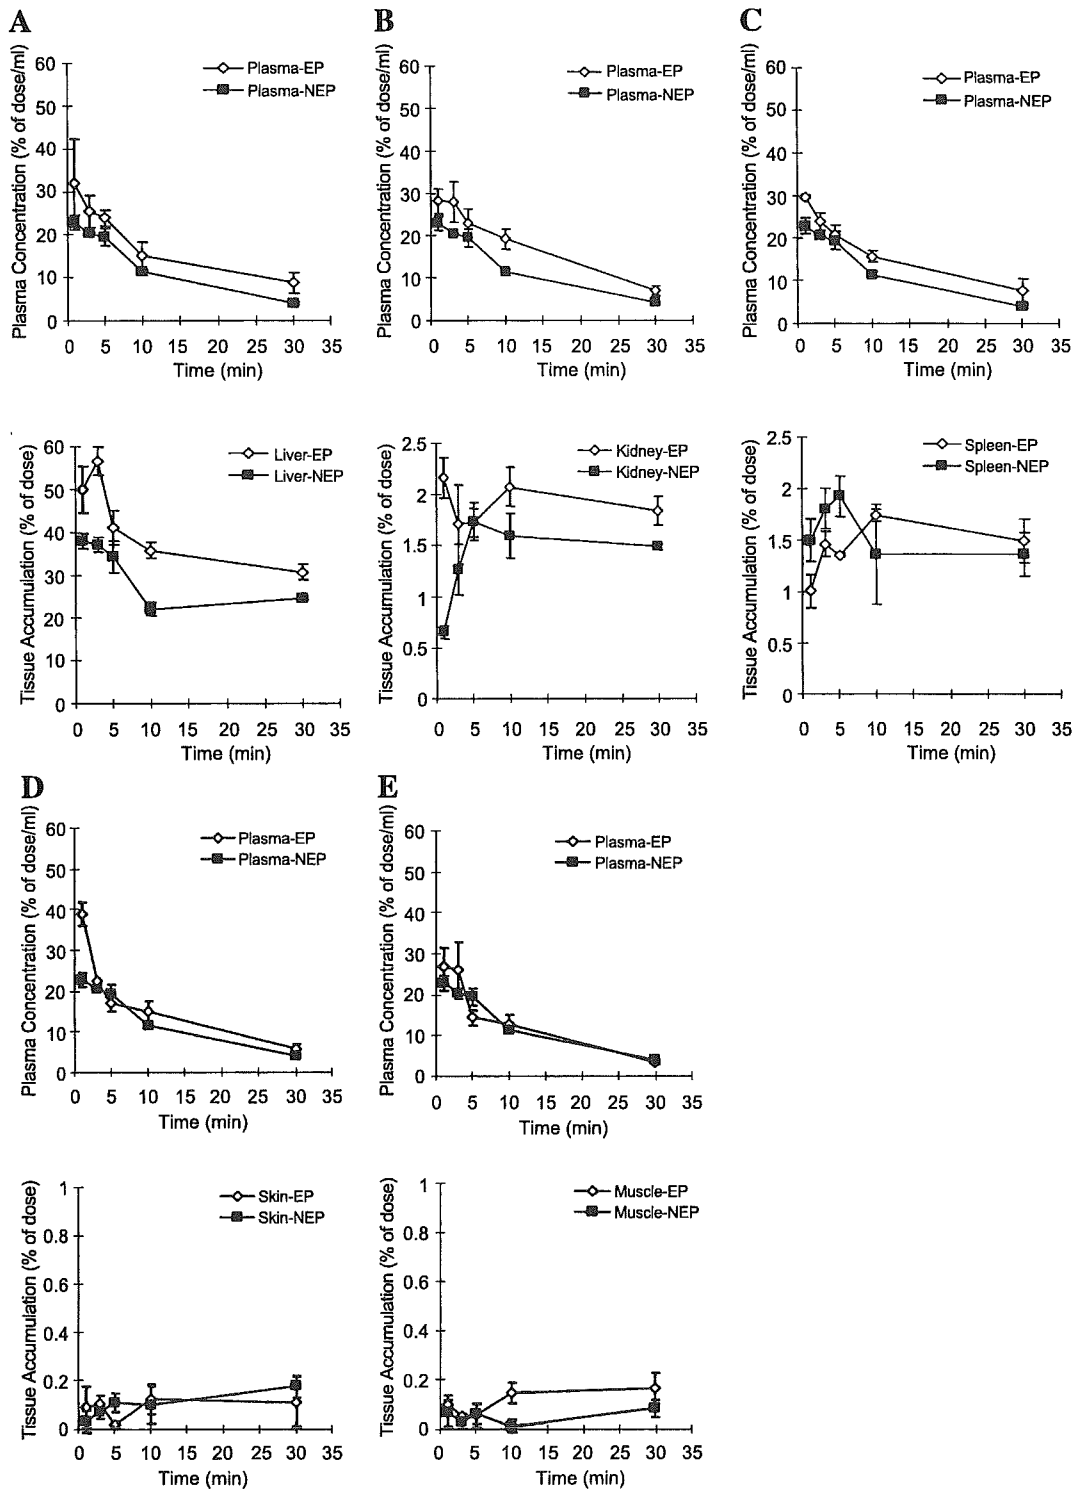 A
Plasma Concentration (% of dose/ml)
60
50
40
30
20
10
0
Plasma-EP
Plasma-NEP
0 5 10 15 20 25 30 35
Time (min)
B
Plasma Concentration (% of dose/ml)
60
50
40
30
20
10
0
Plasma-EP
Plasma-NEP
0 5 10 15 20 25 30 35
Time (min)
C
Plasma Concentration (% of dose/ml)
60
50
40
30
20
10
0
Plasma-EP
Plasma-NEP
0 5 10 15 20 25 30 35
Time (min)
Tissue Accumulation (% of dose)
60
50
40
30
20
10
0
Liver-EP
Liver-NEP
0 5 10 15 20 25 30 35
Time (min)
Tissue Accumulation (% of dose)
2.5
2
1.5
1
0.5
0
Kidney-EP
Kidney-NEP
0 5 10 15 20 25 30 35
Time (min)
Tissue Accumulation (% of dose)
2.5
2
1.5
1
0.5
0
Spleen-EP
Spleen-NEP
0 5 10 15 20 25 30 35
Time (min)
D
Plasma Concentration (% of dose/ml)
60
50
40
30
20
10
0
Plasma-EP
Plasma-NEP
0 5 10 15 20 25 30 35
Time (min)
E
Plasma Concentration (% of dose/ml)
60
50
40
30
20
10
0
Plasma-EP
Plasma-NEP
0 5 10 15 20 25 30 35
Time (min)
Tissue Accumulation (% of dose)
1
0.8
0.6
0.4
0.2
0
Skin-EP
Skin-NEP
0 5 10 15 20 25 30 35
Time (min)
Tissue Accumulation (% of dose)
1
0.8
0.6
0.4
0.2
0
Muscle-EP
Muscle-NEP
0 5 10 15 20 25 30 35
Time (min)